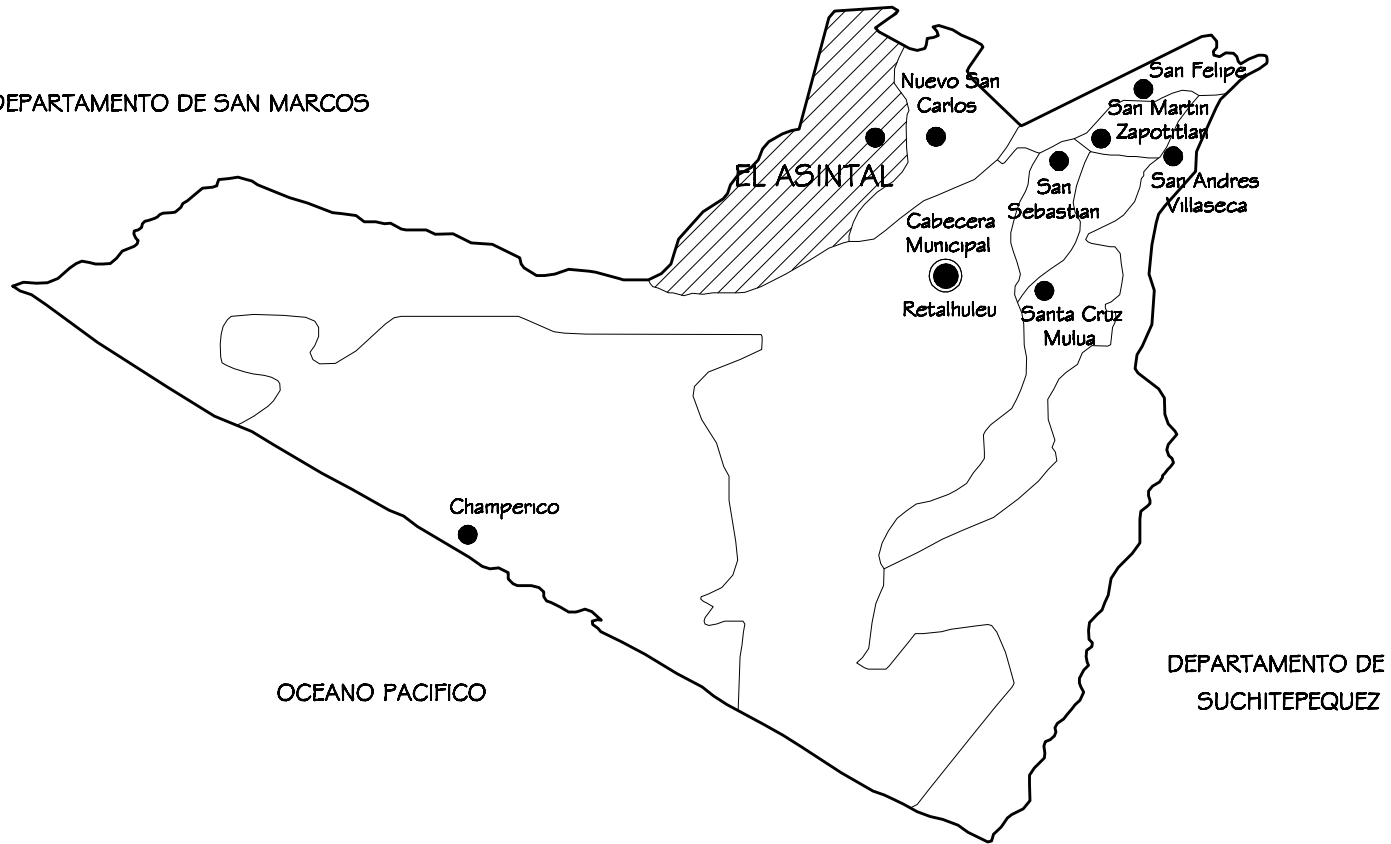 DEPARTAMENTO DE SAN MARCOS
San Felipe
Nuevo San
Carlos
San Martin
Zapotitlan
EL ASINTAL
San
Sebastian
San Andres
Villaseca
Cabecera
Municipal
Retalhuleu
Santa Cruz
Mulua
Champerico
OCEANO PACIFICO
DEPARTAMENTO DE
SUCHITEPEQUEZ